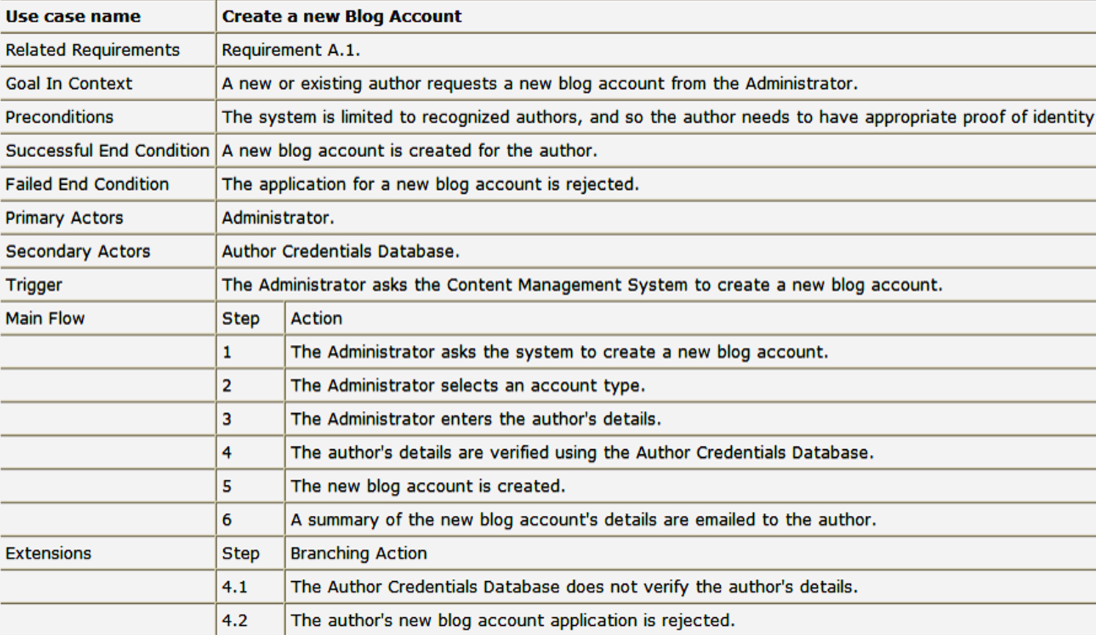 Use case name Create a new Blog Account
Related Requirements Requirement A.1.
Goal In Context A new or existing author requests a new blog account from the Administrator.
Preconditions The system is limited to recognized authors, and so the author needs to have appropriate proof of identity
Successful End Condition A new blog account is created for the author.
Failed End Condition The application for a new blog account is rejected.
Primary Actors Administrator.
Secondary Actors Author Credentials Database.
Trigger The Administrator asks the Content Management System to create a new blog account.
Main Flow Step Action
1 The Administrator asks the system to create a new blog account.
2 The Administrator selects an account type.
3 The Administrator enters the author's details.
4 The author's details are verified using the Author Credentials Database.
5 The new blog account is created.
6 A summary of the new blog account's details are emailed to the author.
Extensions Step Branching Action
4.1 The Author Credentials Database does not verify the author's details.
4.2 The author's new blog account application is rejected.